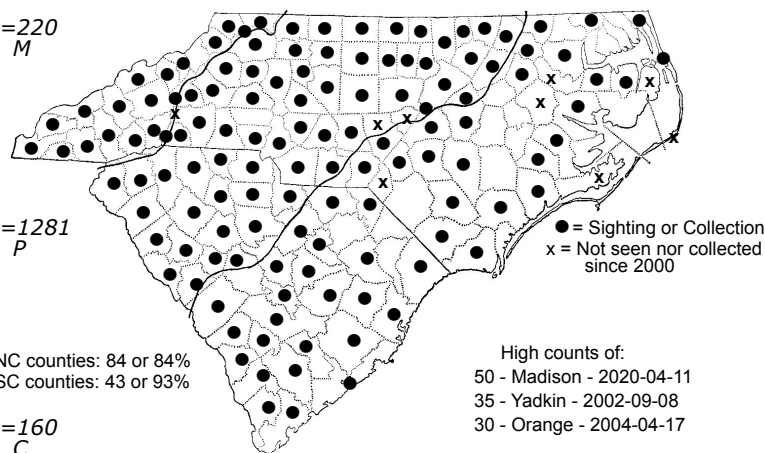 =220
M
=1281
P
● = Sighting or Collection
x = Not seen nor collected
since 2000
NC counties: 84 or 84%
SC counties: 43 or 93%
High counts of:
50 - Madison - 2020-04-11
35 - Yadkin - 2002-09-08
30 - Orange - 2004-04-17
=160
C